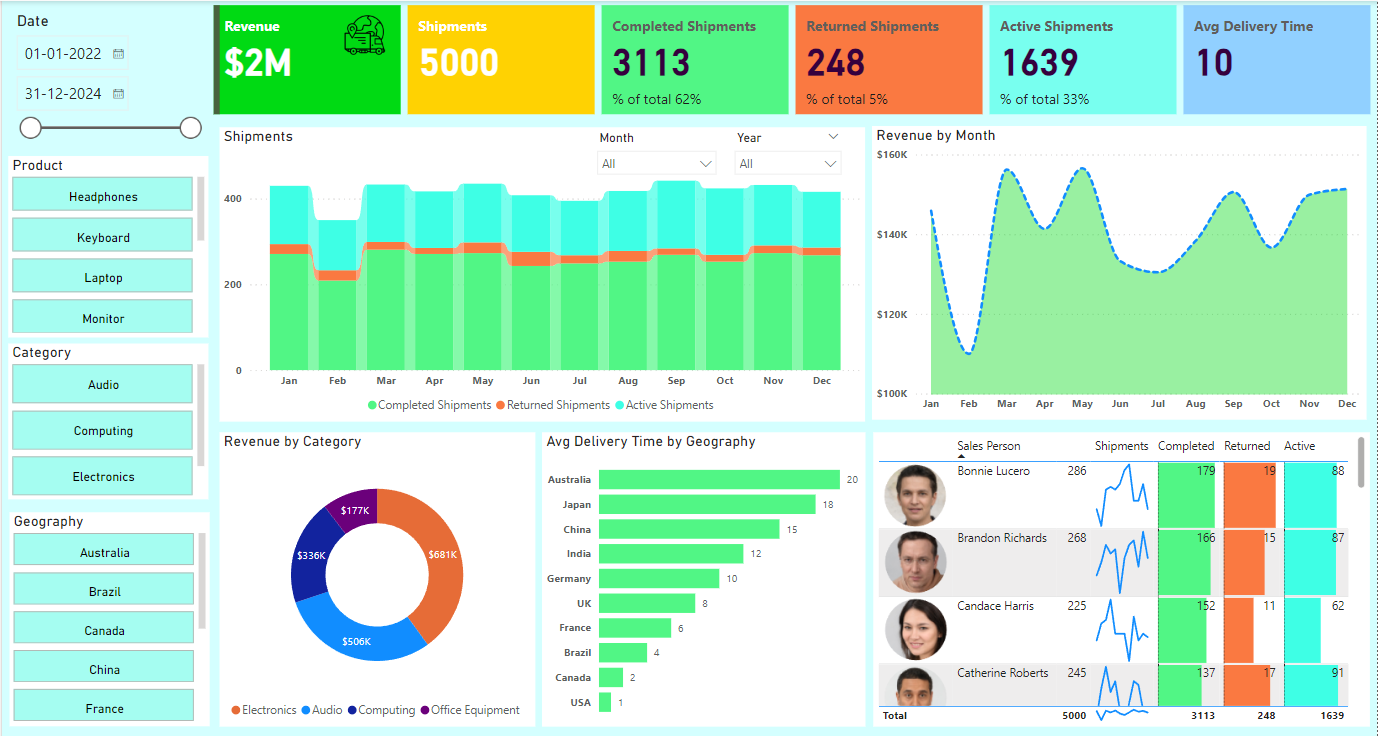 Date
01-01-2022
31-12-2024
Revenue
$2M
Shipments
5000
Completed Shipments
3113
% of total 62%
Returned Shipments
248
% of total 5%
Active Shipments
1639
% of total 33%
Avg Delivery Time
10
Product
Headphones
Keyboard
Laptop
Monitor
Category
Audio
Computing
Electronics
Geography
Australia
Brazil
Canada
China
France
Shipments
Month
All
Year
All
400
200
0
Jan Feb Mar Apr May Jun Jul Aug Sep Oct Nov Dec
Completed Shipments Returned Shipments Active Shipments
Revenue by Month
$160K
$140K
$120K
$100K
Jan Feb Mar Apr May Jun Jul Aug Sep Oct Nov Dec
Revenue by Category
$177K
$336K
$681K
$506K
Electronics Audio Computing Office Equipment
Avg Delivery Time by Geography
Australia 20
Japan 18
China 15
India 12
Germany 10
UK 8
France 6
Brazil 4
Canada 2
USA 1
Sales Person Shipments Completed Returned Active
Bonnie Lucero 286 179 19 88
Brandon Richards 268 166 15 87
Candace Harris 225 152 11 62
Catherine Roberts 245 137 17 91
Total 5000 3113 248 1639